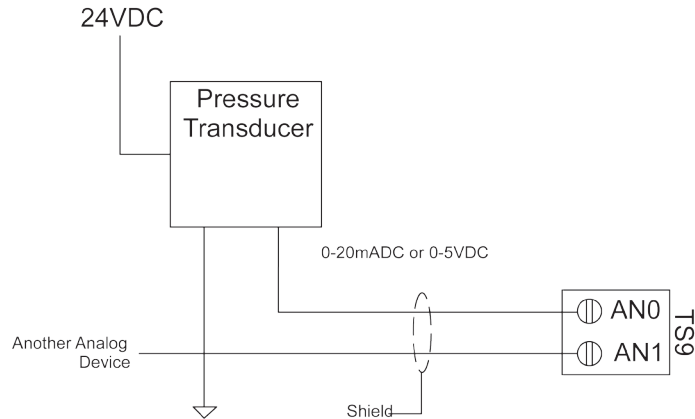 24VDC
Pressure
Transducer
0-20mADC or 0-5VDC
AN0
AN1
TS9
Another Analog
Device
Shield